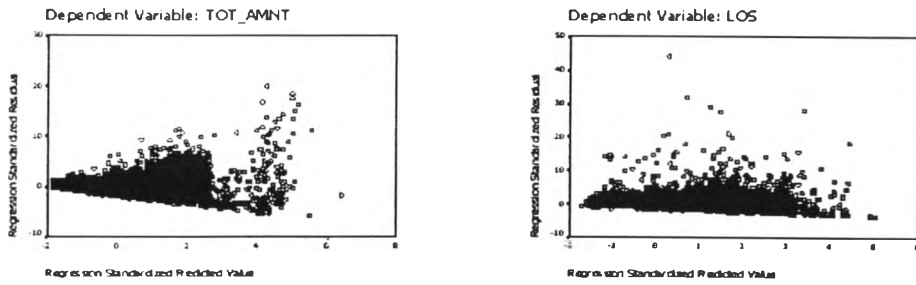 Dependent Variable: TOT_AMNT
Regression Standardized Residual
30
20
10
0
-10
-2 0 2 4 6 8
Regression Standardized Predicted Value
Dependent Variable: LOS
Regression Standardized Residual
50
40
30
20
10
0
-10
-2 -1 0 1 2 3 4 5
Regression Standardized Predicted Value